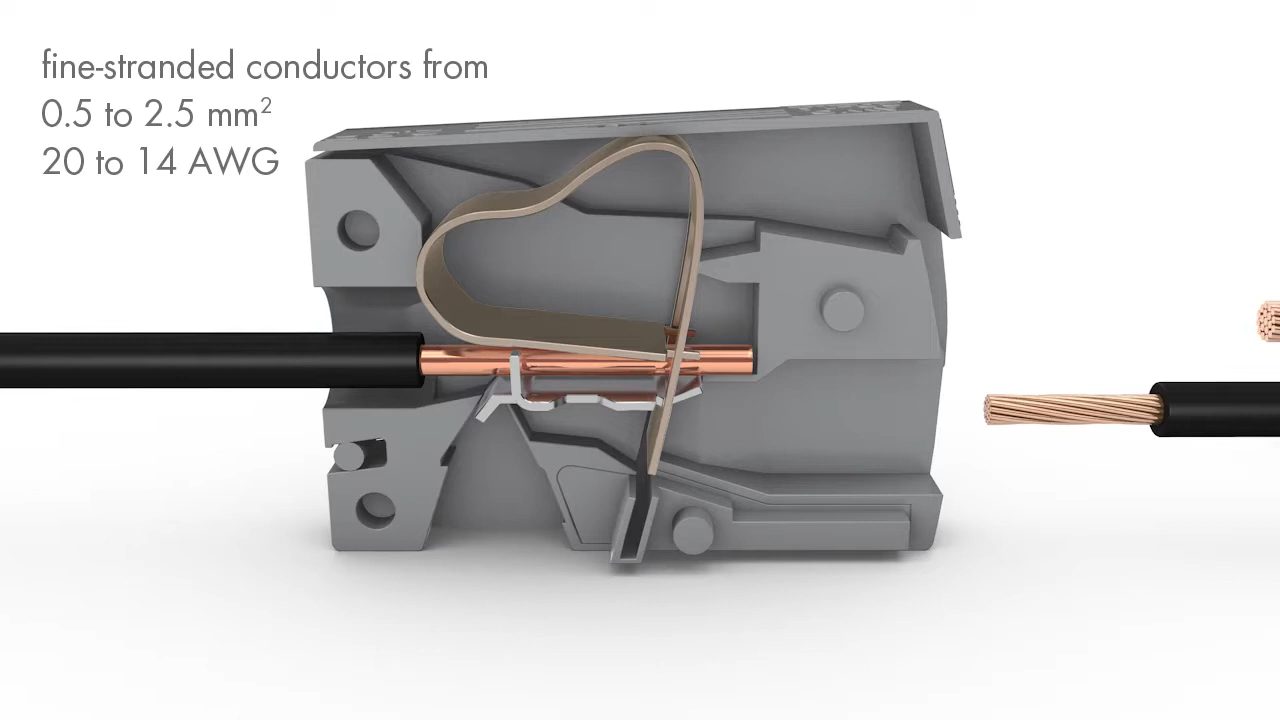 fine-stranded conductors from
0.5 to 2.5 mm²
20 to 14 AWG